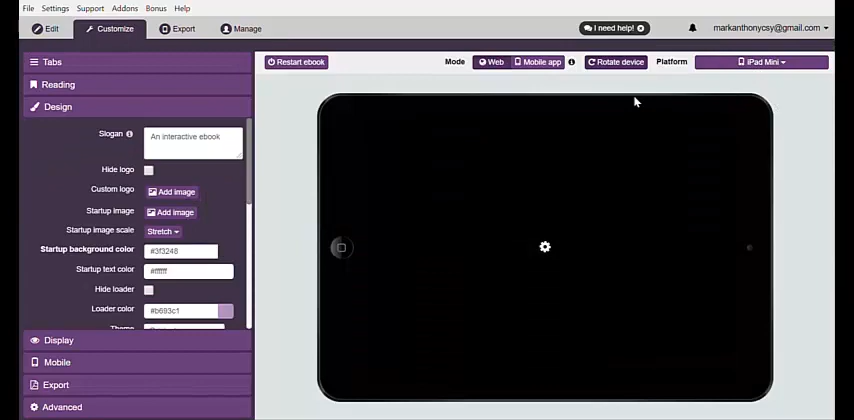 File Settings Support Addons Bonus Help
Edit Customize Export Manage I need help! markanthonycsy@gmail.com
Tabs Restart ebook Mode Web Mobile app Rotate device Platform iPad Mini
Reading
Design
Slogan An interactive ebook
Hide logo
Custom logo Add image
Startup image Add image
Startup image scale Stretch
Startup background color #3f3248
Startup text color #ffffff
Hide loader
Loader color #b693c1
Theme
Display
Mobile
Export
Advanced